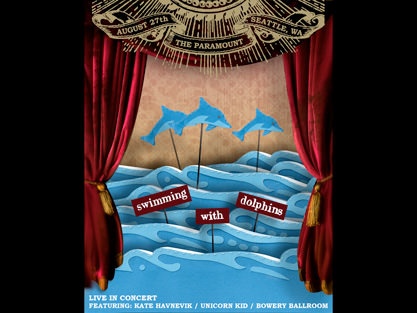 AUGUST 27th
SEATTLE, WA
THE PARAMOUNT
swimming
with
dolphins
LIVE IN CONCERT
FEATURING: KATE HAVNEVIK / UNICORN KID / BOWERY BALLROOM